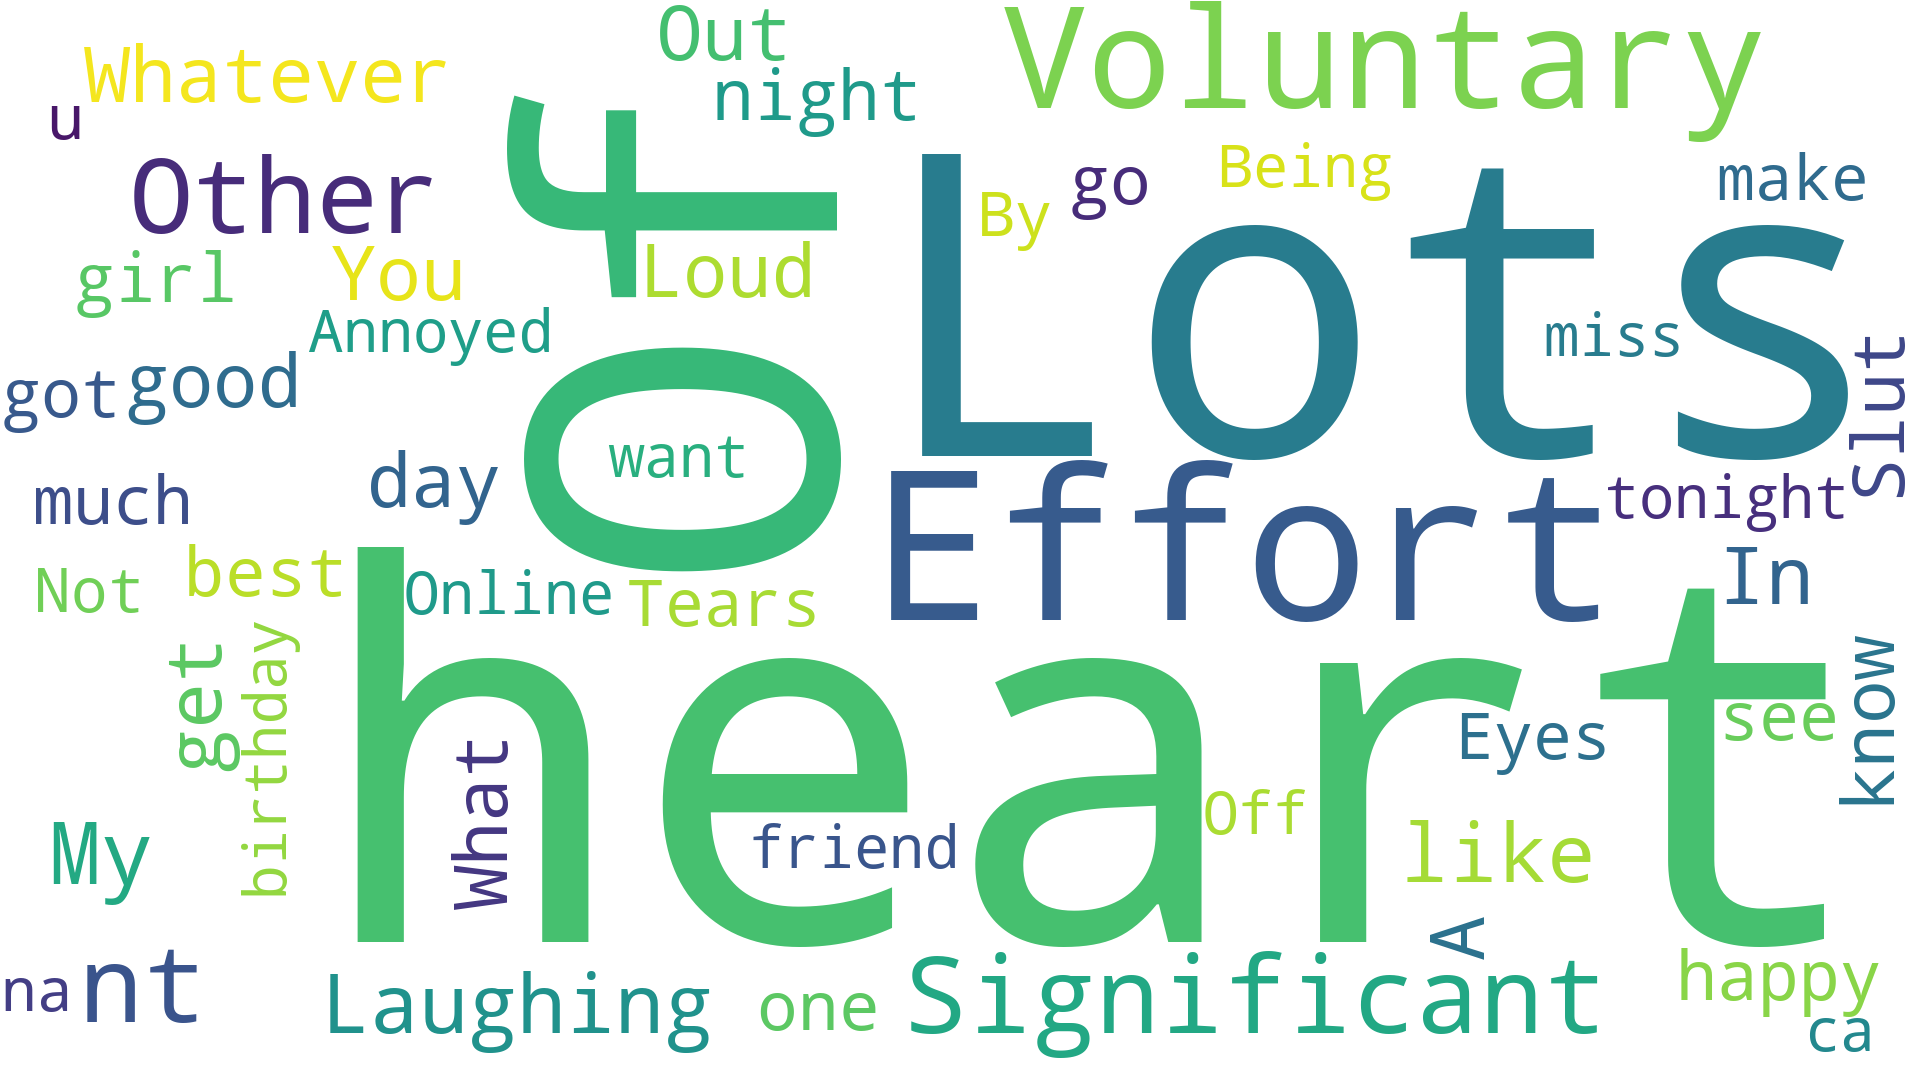 Out
Voluntary
Whatever
night
u
Other
go
Being
make
By
girl
You
Loud
of
Lots
Annoyed
miss
Slut
got
good
want
day
much
Effort
tonight
Not
best
Online
Tears
In
get
birthday
heart
see
know
What
Eyes
My
friend
Off
like
A
na
nt
Laughing
one
Significant
happy
ca